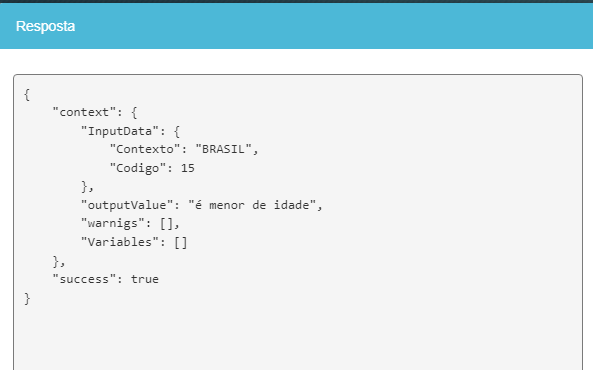 Resposta
{
    "context": {
        "InputData": {
            "Contexto": "BRASIL",
            "Codigo": 15
        },
        "outputValue": "é menor de idade",
        "warnigs": [],
        "Variables": []
    },
    "success": true
}